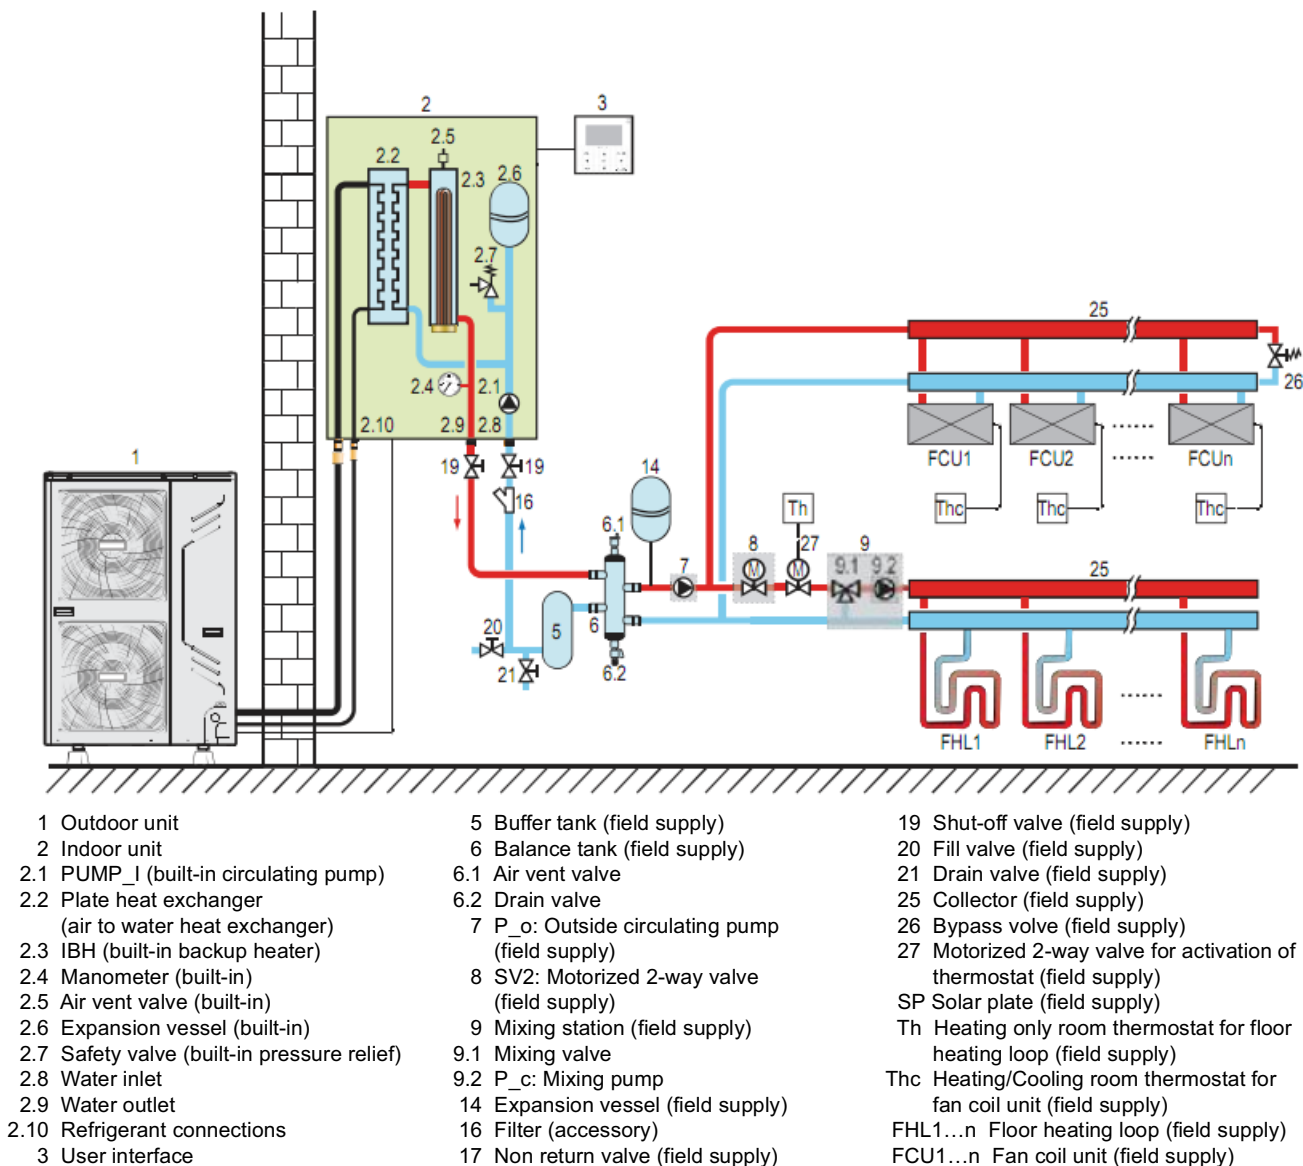 2
3
2.5
2.2
2.3
2.6
2.7
25
2.4
2.1
26
2.10
2.9
2.8
FCU1
FCU2
......
FCUn
......
1
19
19
14
16
Thc
Thc
Thc
Th
6.1
8
27
9
7
M
M
9.1
9.2
25
20
5
6
21
6.2
......
FHL1
FHL2
......
FHLn
1 Outdoor unit
2 Indoor unit
2.1 PUMP_I (built-in circulating pump)
2.2 Plate heat exchanger
(air to water heat exchanger)
2.3 IBH (built-in backup heater)
2.4 Manometer (built-in)
2.5 Air vent valve (built-in)
2.6 Expansion vessel (built-in)
2.7 Safety valve (built-in pressure relief)
2.8 Water inlet
2.9 Water outlet
2.10 Refrigerant connections
3 User interface
5 Buffer tank (field supply)
6 Balance tank (field supply)
6.1 Air vent valve
6.2 Drain valve
7 P_o: Outside circulating pump
(field supply)
8 SV2: Motorized 2-way valve
(field supply)
9 Mixing station (field supply)
9.1 Mixing valve
9.2 P_c: Mixing pump
14 Expansion vessel (field supply)
16 Filter (accessory)
17 Non return valve (field supply)
19 Shut-off valve (field supply)
20 Fill valve (field supply)
21 Drain valve (field supply)
25 Collector (field supply)
26 Bypass volve (field supply)
27 Motorized 2-way valve for activation of
thermostat (field supply)
SP Solar plate (field supply)
Th Heating only room thermostat for floor
heating loop (field supply)
Thc Heating/Cooling room thermostat for
fan coil unit (field supply)
FHL1...n Floor heating loop (field supply)
FCU1...n Fan coil unit (field supply)